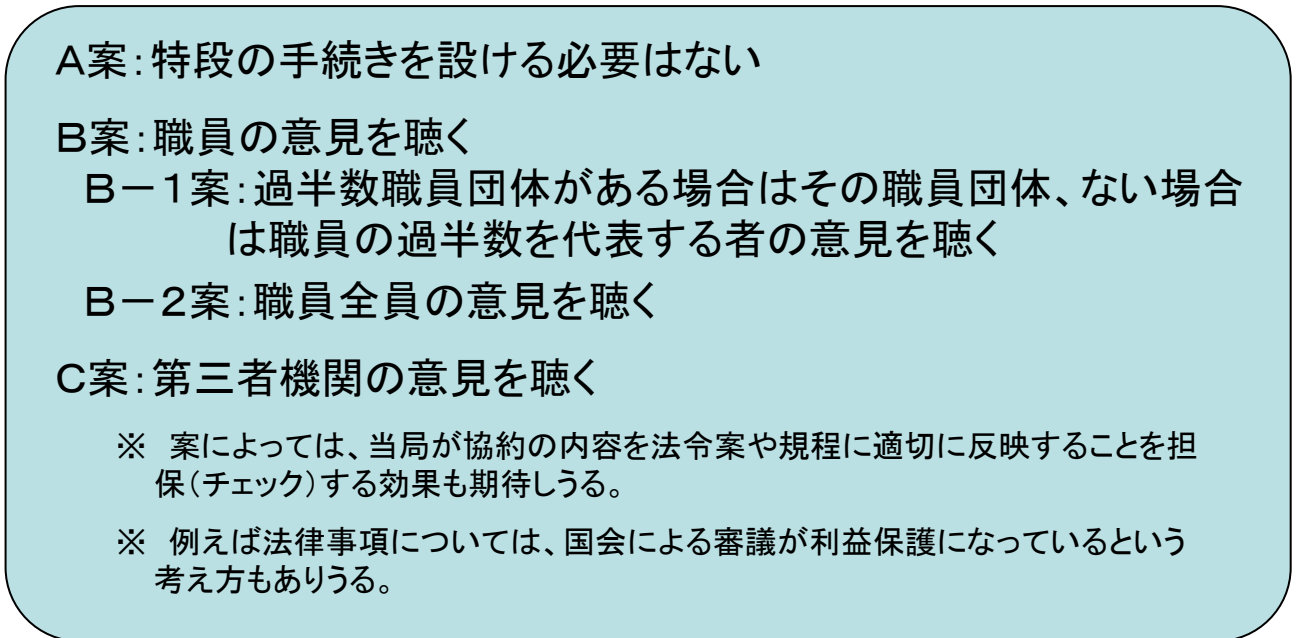 A案：特段の手続きを設ける必要はない
B案：職員の意見を聴く
B－1案：過半数職員団体がある場合はその職員団体、ない場合
は職員の過半数を代表する者の意見を聴く
B－2案：職員全員の意見を聴く
C案：第三者機関の意見を聴く
※　案によっては、当局が協約の内容を法令案や規程に適切に反映することを担
保（チェック）する効果も期待しうる。
※　例えば法律事項については、国会による審議が利益保護になっているという
考え方もありうる。